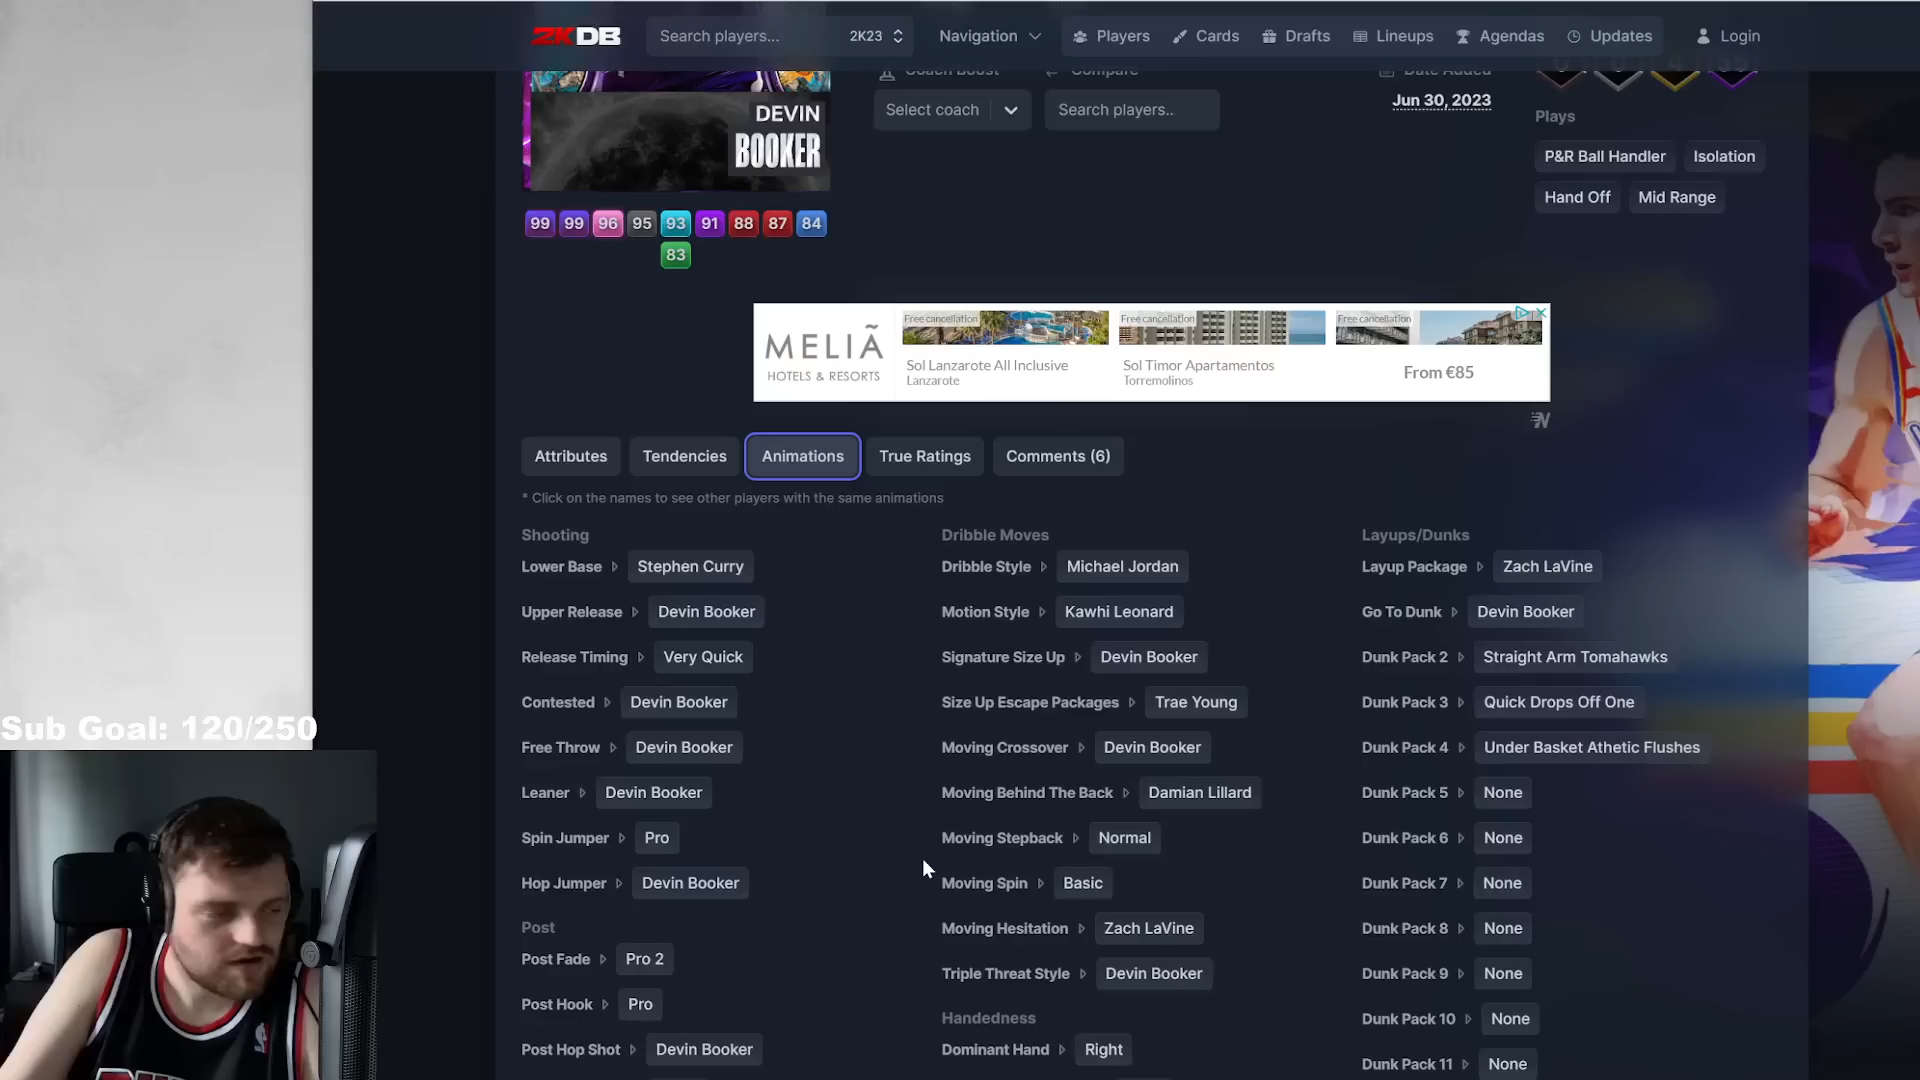 2KDB
Search players...
2K23
Navigation
Players
Cards
Drafts
Lineups
Agendas
Updates
Login
Coach Boost
Compare
Date Added
Select coach
Search players..
Jun 30, 2023
DEVIN
BOOKER
Plays
P&R Ball Handler
Isolation
Hand Off
Mid Range
99 99 96 95 93 91 88 87 84
83
MELIÃ
HOTELS & RESORTS
Free cancellation
Sol Lanzarote All Inclusive
Lanzarote
Free cancellation
Sol Timor Apartamentos
Torremolinos
Free cancellation
From €85
Attributes
Tendencies
Animations
True Ratings
Comments (6)
* Click on the names to see other players with the same animations
Shooting
Lower Base Stephen Curry
Upper Release Devin Booker
Release Timing Very Quick
Contested Devin Booker
Free Throw Devin Booker
Leaner Devin Booker
Spin Jumper Pro
Hop Jumper Devin Booker
Post
Post Fade Pro 2
Post Hook Pro
Post Hop Shot Devin Booker
Dribble Moves
Dribble Style Michael Jordan
Motion Style Kawhi Leonard
Signature Size Up Devin Booker
Size Up Escape Packages Trae Young
Moving Crossover Devin Booker
Moving Behind The Back Damian Lillard
Moving Stepback Normal
Moving Spin Basic
Moving Hesitation Zach LaVine
Triple Threat Style Devin Booker
Handedness
Dominant Hand Right
Layups/Dunks
Layup Package Zach LaVine
Go To Dunk Devin Booker
Dunk Pack 2 Straight Arm Tomahawks
Dunk Pack 3 Quick Drops Off One
Dunk Pack 4 Under Basket Athetic Flushes
Dunk Pack 5 None
Dunk Pack 6 None
Dunk Pack 7 None
Dunk Pack 8 None
Dunk Pack 9 None
Dunk Pack 10 None
Dunk Pack 11 None
Sub Goal: 120/250